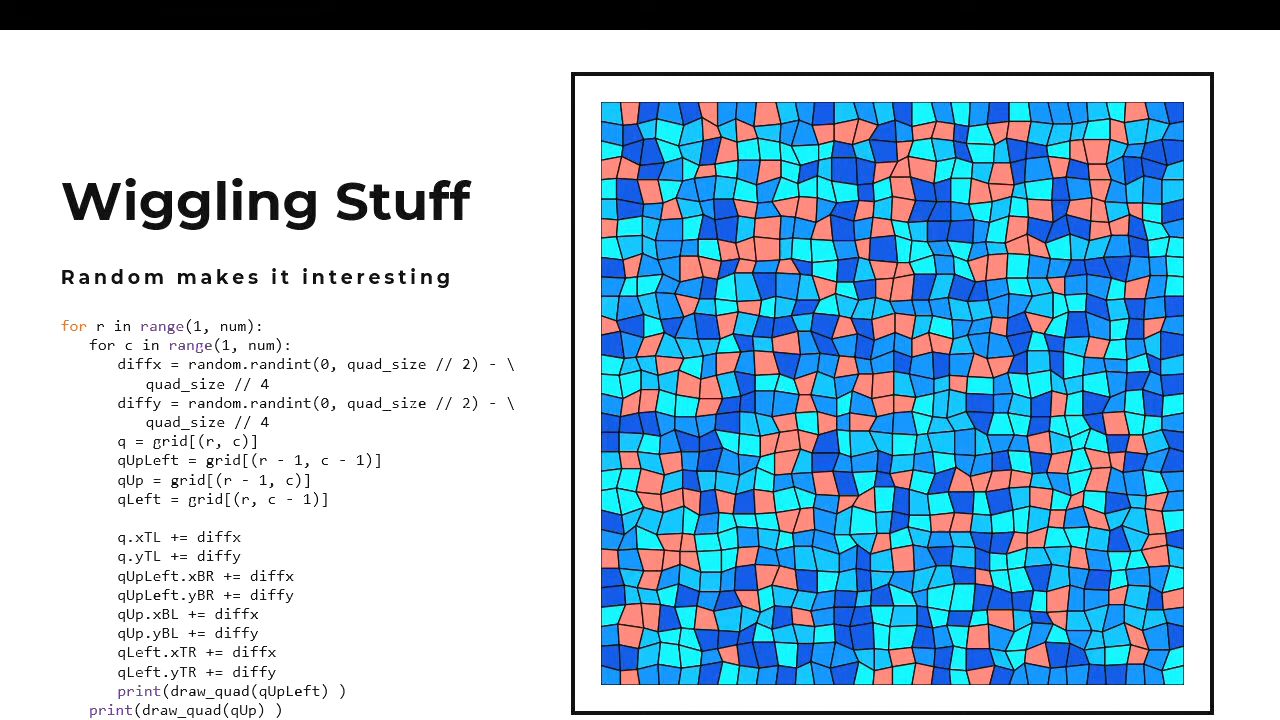 Wiggling Stuff
Random makes it interesting
for r in range(1, num):
for c in range(1, num):
diffx = random.randint(0, quad_size // 2) - \
quad_size // 4
diffy = random.randint(0, quad_size // 2) - \
quad_size // 4
q = grid[(r, c)]
qUpLeft = grid[(r - 1, c - 1)]
qUp = grid[(r - 1, c)]
qLeft = grid[(r, c - 1)]
q.xTL += diffx
q.yTL += diffy
qUpLeft.xBR += diffx
qUpLeft.yBR += diffy
qUp.xBL += diffx
qUp.yBL += diffy
qLeft.xTR += diffx
qLeft.yTR += diffy
print(draw_quad(qUpLeft) )
print(draw_quad(qUp) )